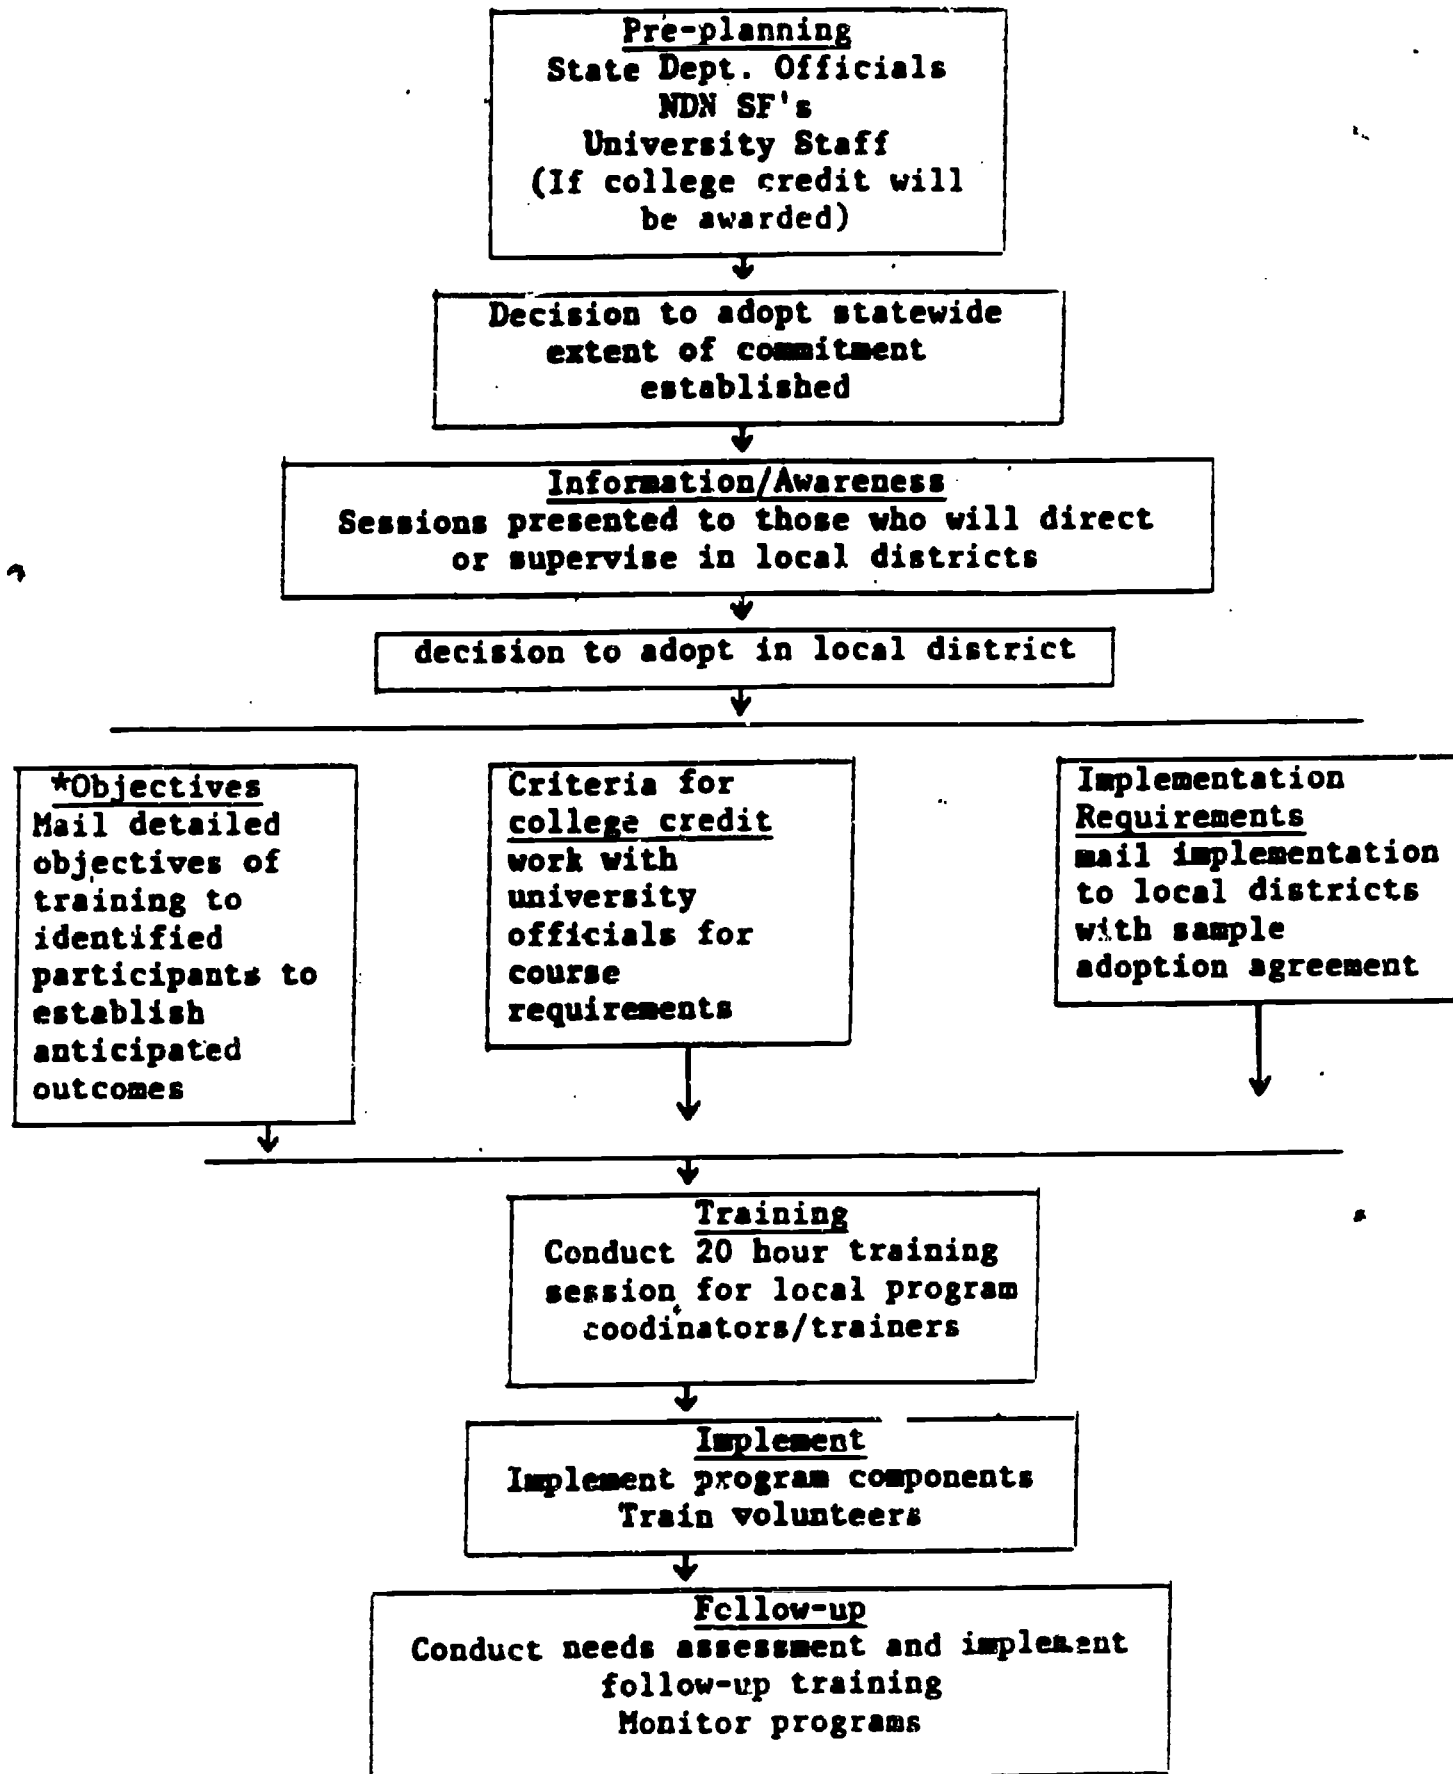 Pre-planning
State Dept. Officials
NDN SF's
University Staff
(If college credit will
be awarded)
Decision to adopt statewide
extent of commitment
established
Information/Awareness
Sessions presented to those who will direct
or supervise in local districts
decision to adopt in local district
*Objectives
Mail detailed
objectives of
training to
identified
participants to
establish
anticipated
outcomes
Criteria for
college credit
work with
university
officials for
course
requirements
Implementation
Requirements
mail implementation
to local districts
with sample
adoption agreement
Training
Conduct 20 hour training
session for local program
coodinators/trainers
Implement
Implement program components
Train volunteers
Follow-up
Conduct needs assessment and implement
follow-up training
Monitor programs